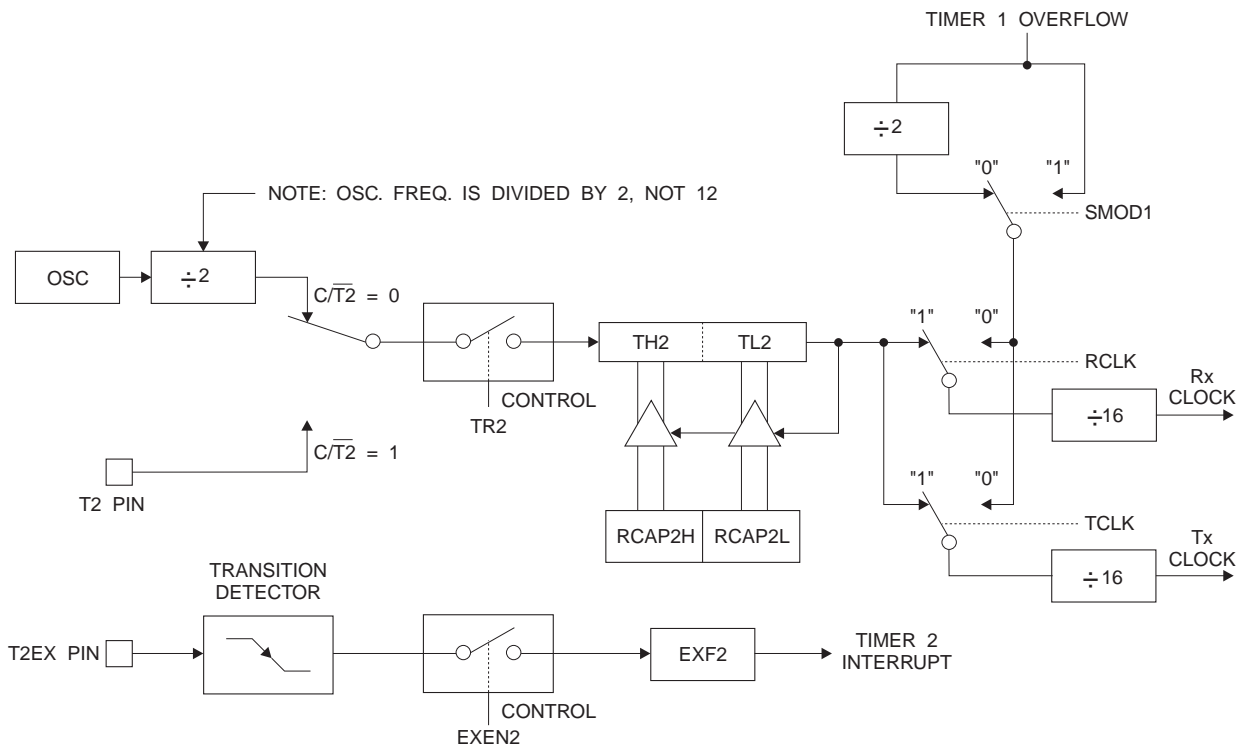 TIMER 1 OVERFLOW
÷2
"0" "1"
NOTE: OSC. FREQ. IS DIVIDED BY 2, NOT 12
SMOD1
OSC
÷2
C/T2 = 0
"1" "0"
TH2 TL2
RCLK
Rx
CLOCK
CONTROL
TR2
÷16
C/T2 = 1
T2 PIN
"1" "0"
RCAP2H RCAP2L
TCLK
Tx
CLOCK
÷16
TRANSITION
DETECTOR
T2EX PIN
EXF2
TIMER 2
INTERRUPT
CONTROL
EXEN2